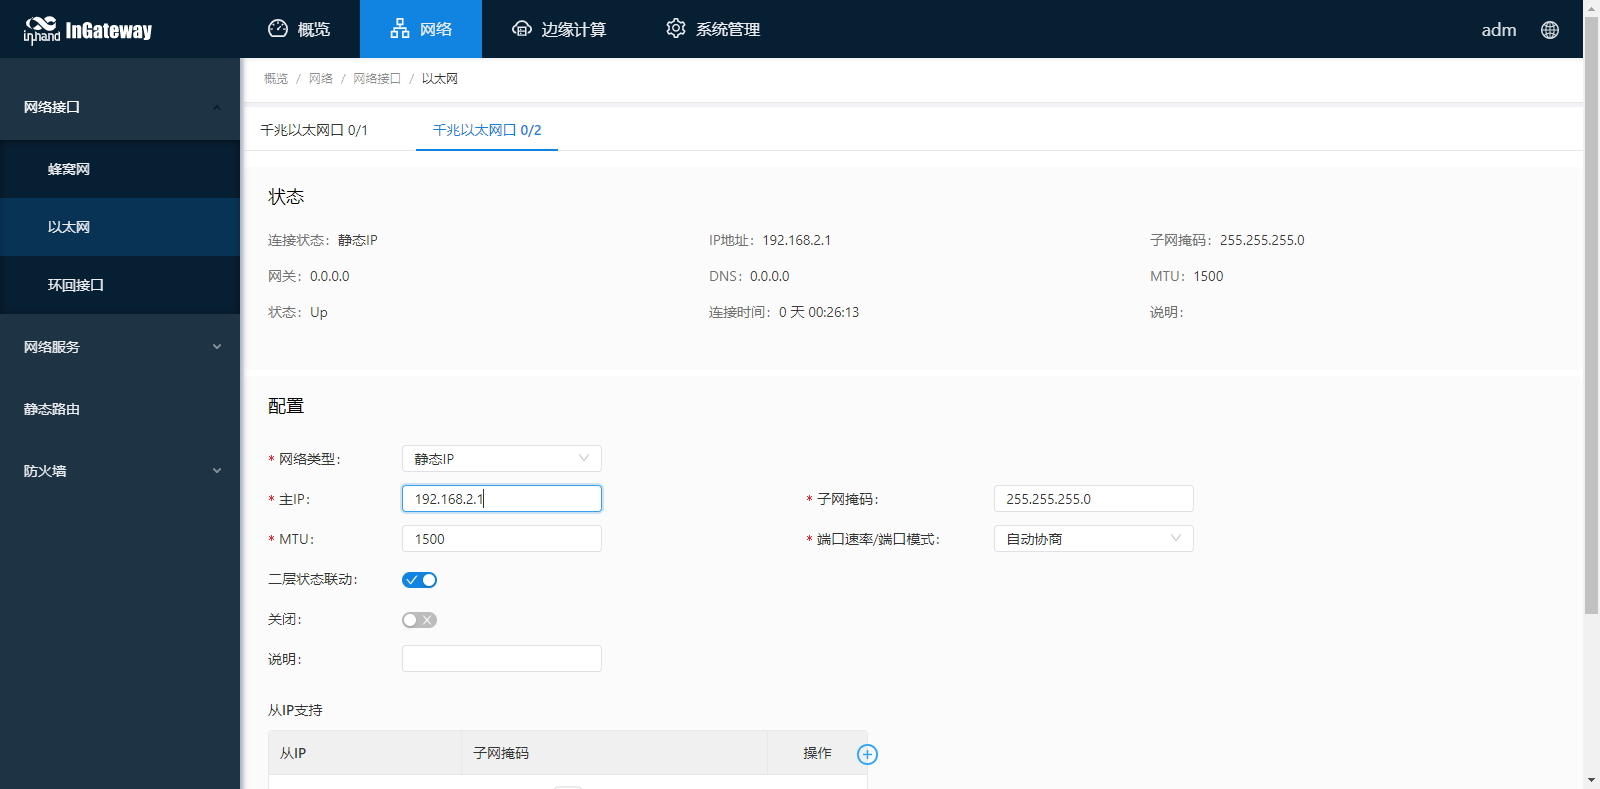 inhand InGateway
概览
网络
边缘计算
系统管理
adm
概览 / 网络 / 网络接口 / 以太网
网络接口
蜂窝网
以太网
环回接口
网络服务
静态路由
防火墙
千兆以太网口 0/1
千兆以太网口 0/2
状态
连接状态：静态IP
IP地址：192.168.2.1
子网掩码：255.255.255.0
网关：0.0.0.0
DNS：0.0.0.0
MTU：1500
状态：Up
连接时间：0 天 00:26:13
说明：
配置
* 网络类型：静态IP
* 主IP：192.168.2.1
* 子网掩码：255.255.255.0
* MTU：1500
* 端口速率/端口模式：自动协商
二层状态联动：
关闭：
说明：
从IP支持
从IP
子网掩码
操作